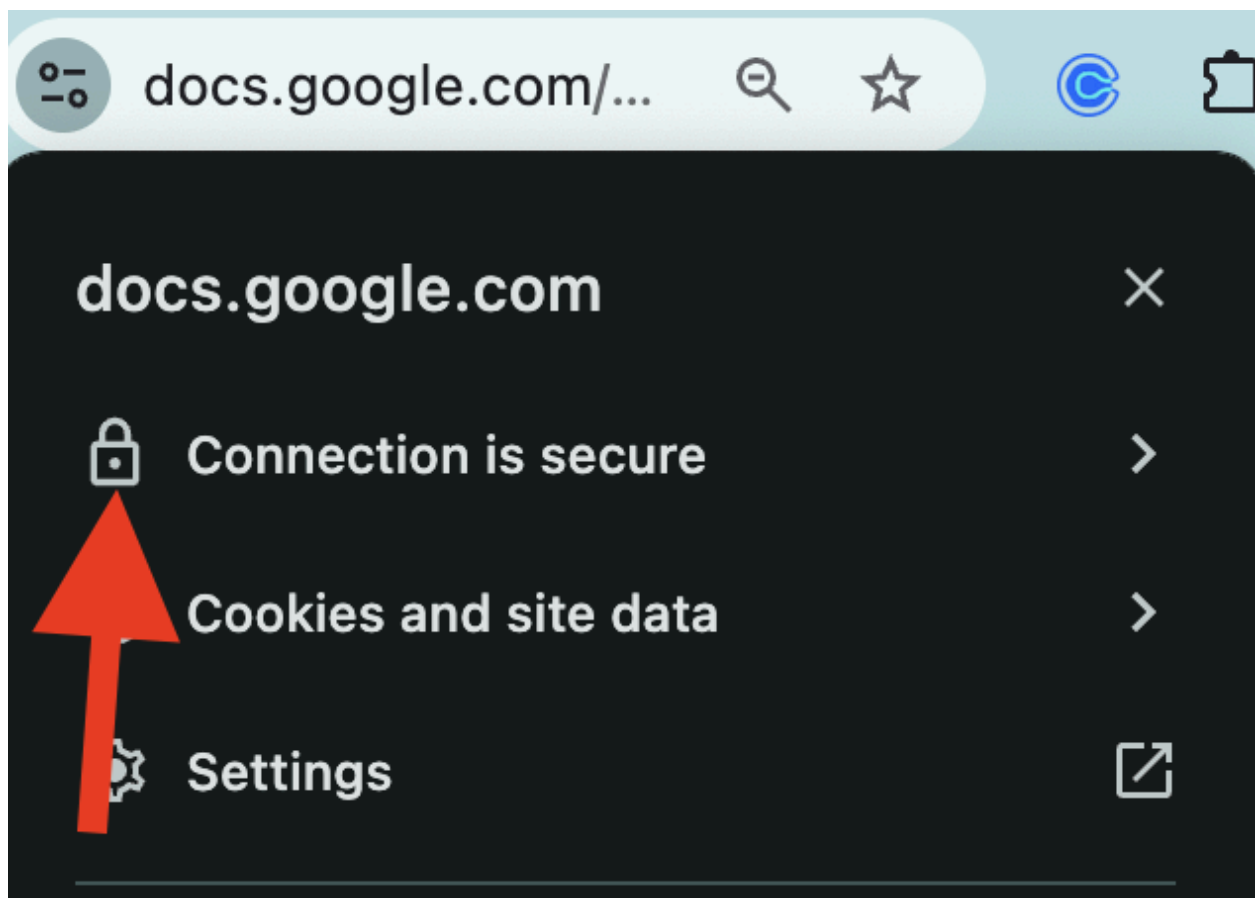 docs.google.com/...
docs.google.com
Connection is secure
Cookies and site data
Settings